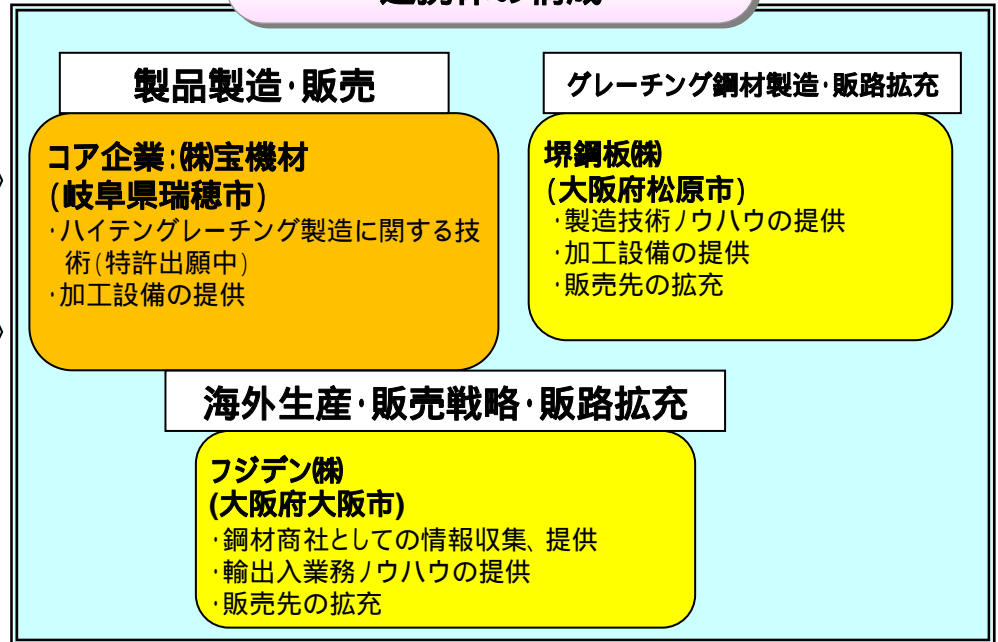 連携体の構成
製品製造・販売
コア企業:㈱宝機材
(岐阜県瑞穂市)
・ハイテングレーチング製造に関する技
術(特許出願中)
・加工設備の提供
グレーチング鋼材製造・販路拡充
堺鋼板㈱
(大阪府松原市)
・製造技術ノウハウの提供
・加工設備の提供
・販売先の拡充
海外生産・販売戦略・販路拡充
フジデン㈱
(大阪府大阪市)
・鋼材商社としての情報収集、提供
・輸出入業務ノウハウの提供
・販売先の拡充